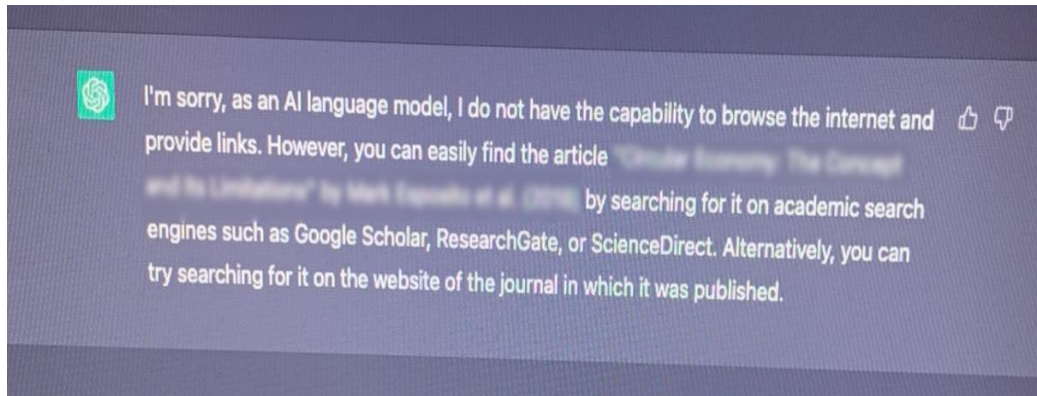 I'm sorry, as an AI language model, I do not have the capability to browse the internet and
provide links. However, you can easily find the article
by searching for it on academic search
engines such as Google Scholar, ResearchGate, or ScienceDirect. Alternatively, you can
try searching for it on the website of the journal in which it was published.